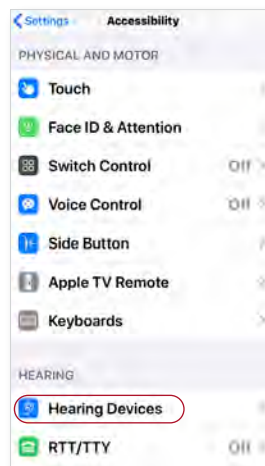 Settings Accessibility
PHYSICAL AND MOTOR
Touch
Face ID & Attention
Switch Control Off
Voice Control Off
Side Button
Apple TV Remote
Keyboards
HEARING
Hearing Devices
RTT/TTY Off